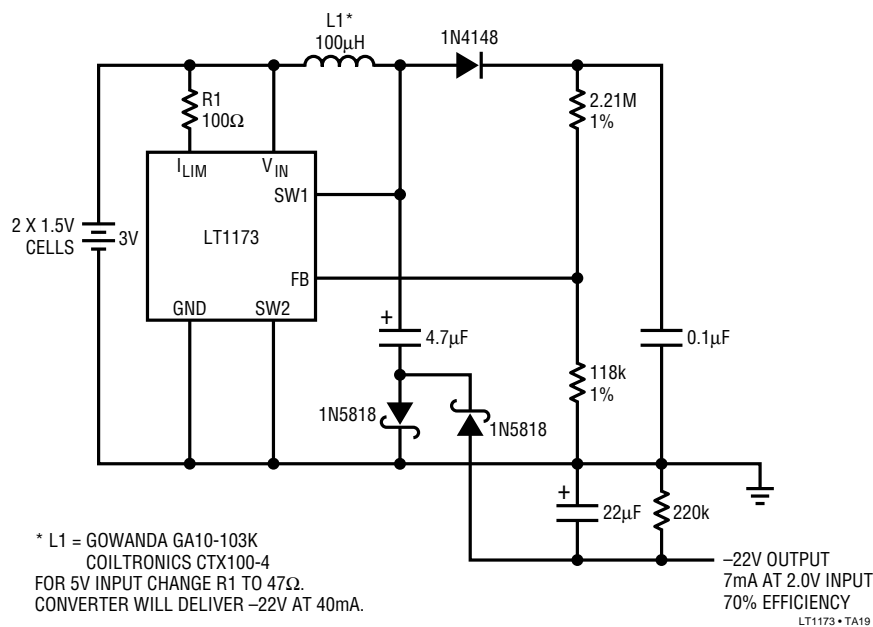 L1*
100μH
1N4148
R1
100Ω
2.21M
1%
ILIM
VIN
SW1
2 X 1.5V
CELLS
3V
LT1173
FB
GND
SW2
+
4.7μF
0.1μF
118k
1%
1N5818
1N5818
+
22μF
220k
* L1 = GOWANDA GA10-103K
COILTRONICS CTX100-4
FOR 5V INPUT CHANGE R1 TO 47Ω.
CONVERTER WILL DELIVER –22V AT 40mA.
–22V OUTPUT
7mA AT 2.0V INPUT
70% EFFICIENCY
LT1173 • TA19